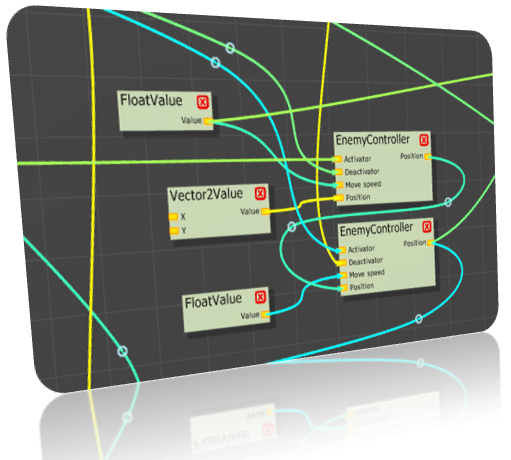 FloatValue
Value
EnemyController
Activator
Position
Deactivator
Move speed
Position
Vector2Value
X
Value
Y
EnemyController
Activator
Position
Deactivator
Move speed
Position
FloatValue
Value